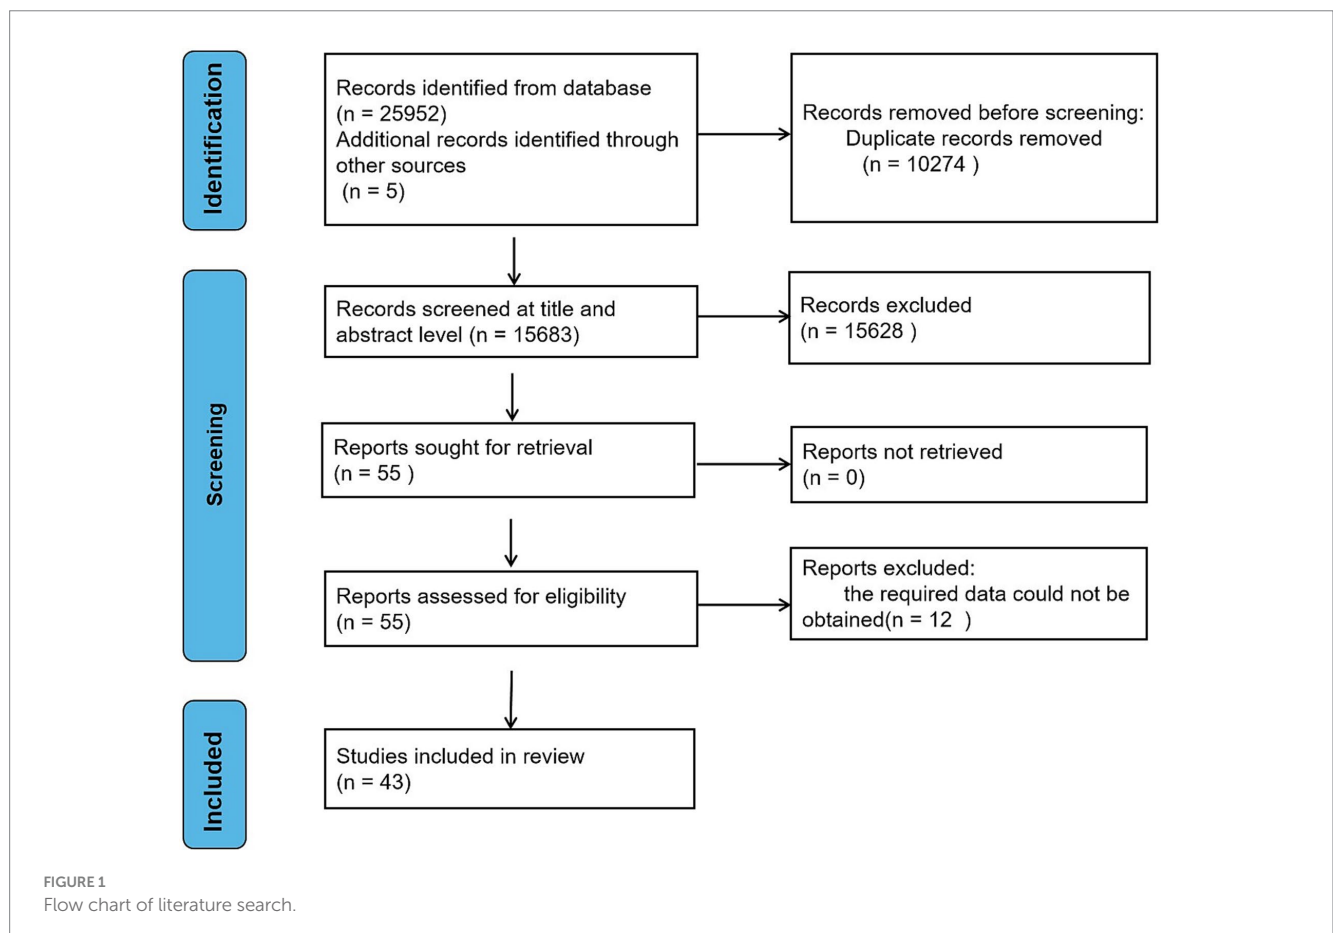 Identification
Records identified from database
(n = 25952)
Additional records identified through
other sources
(n = 5)
Records removed before screening:
Duplicate records removed
(n = 10274 )
Screening
Records screened at title and
abstract level (n = 15683)
Records excluded
(n = 15628 )
Reports sought for retrieval
(n = 55 )
Reports not retrieved
(n = 0)
Reports assessed for eligibility
(n = 55)
Reports excluded:
the required data could not be
obtained(n = 12 )
Included
Studies included in review
(n = 43)
FIGURE 1
Flow chart of literature search.